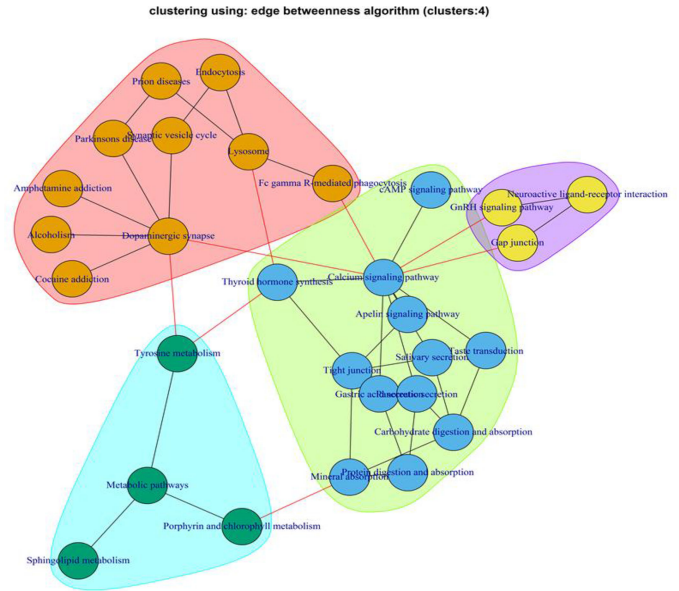 clustering using: edge betweenness algorithm (clusters:4)
Endocytosis
Prion diseases
Parkinsons disease
Synaptic vesicle cycle
Lysosome
Fc gamma R-mediated phagocytosis
cAMP signaling pathway
Neuroactive ligand-receptor interaction
Amphetamine addiction
GnRH signaling pathway
Alcoholism
Dopaminergic synapse
Gap junction
Cocaine addiction
Thyroid hormone synthesis
Calcium signaling pathway
Apelin signaling pathway
Tyrosine metabolism
Salivary secretion
Taste transduction
Tight junction
Gastric acid secretion
secretion
Carbohydrate digestion and absorption
Protein digestion and absorption
Mineral absorption
Metabolic pathways
Porphyrin and chlorophyll metabolism
Sphingolipid metabolism